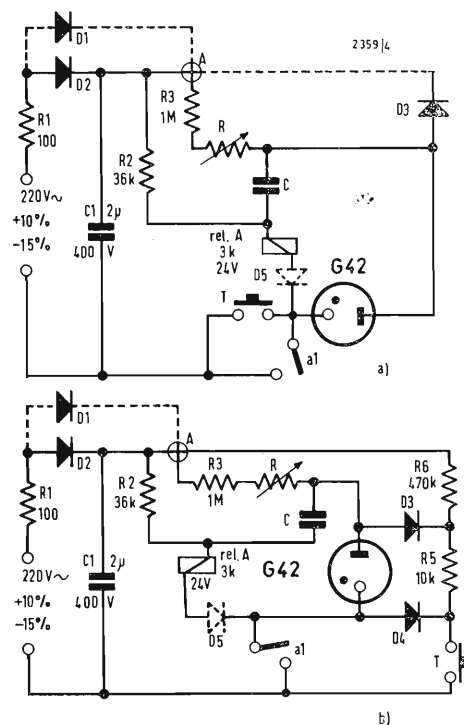 D1
D2
A
2359/4
R1
100
220V~
+10%
-15%
C1
2µ
400 V
R2
36k
R3
1M
R
C
D3
rel. A
3k
24V
D5
G42
T
a1
a)
D1
D2
A
R1
100
220V~
+10%
-15%
C1
2µ
400 V
R2
36k
R3
1M
R
C
D3
R6
470k
R5
10k
rel. A
3k
24V
G42
D5
a1
D4
T
b)